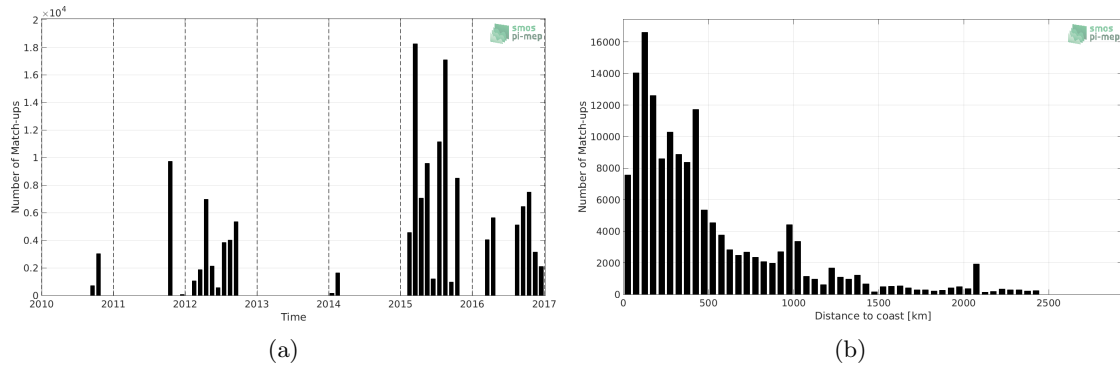 ×10⁴
2
1.8
1.6
1.4
1.2
1
0.8
0.6
0.4
0.2
0
Number of Match-ups
2010 2011 2012 2013 2014 2015 2016 2017
Time
smos
pi-mep
(a)
16000
14000
12000
10000
8000
6000
4000
2000
0
Number of Match-ups
0 500 1000 1500 2000 2500
Distance to coast [km]
smos
pi-mep
(b)